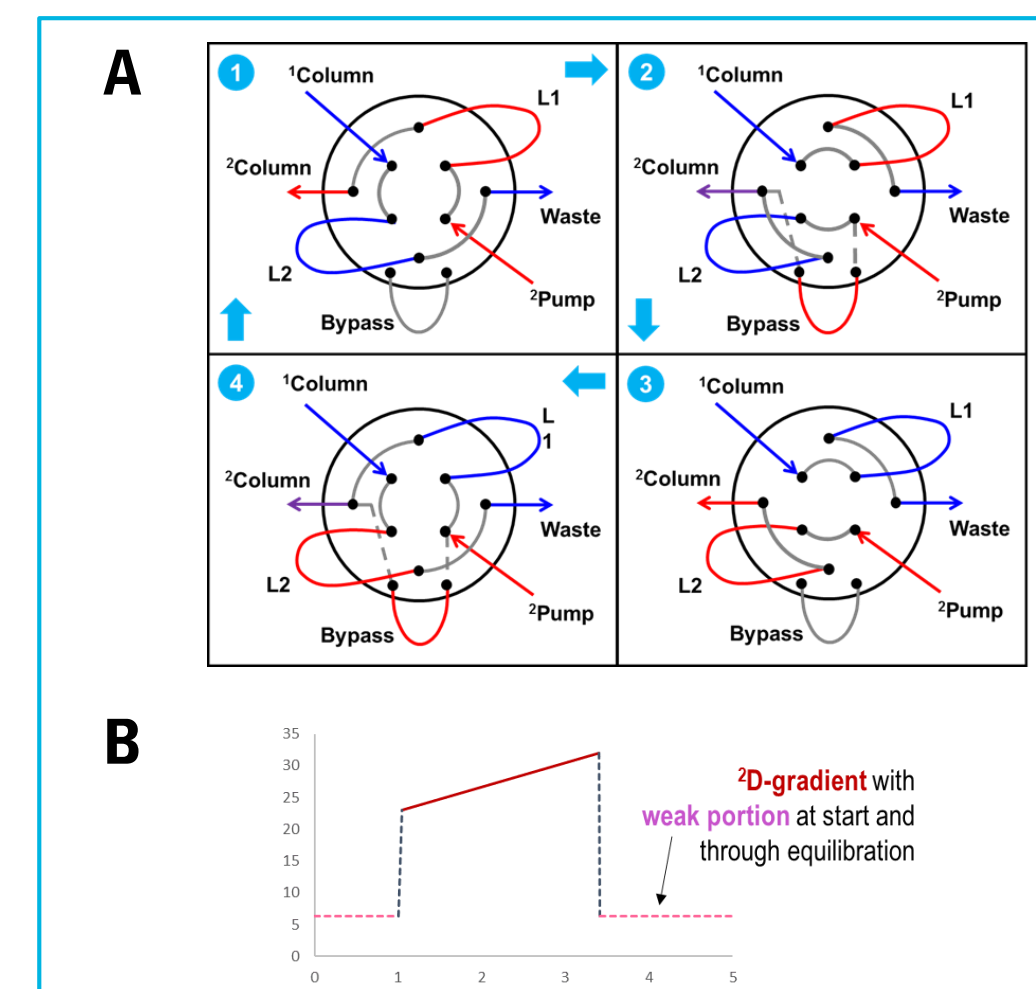 A
1
¹Column
L1
²Column
Waste
L2
²Pump
Bypass
2
¹Column
L1
²Column
Waste
L2
²Pump
Bypass
4
¹Column
L
1
²Column
Waste
L2
²Pump
Bypass
3
¹Column
L1
²Column
Waste
L2
²Pump
Bypass
B
35
30
25
20
15
10
5
0
0 1 2 3 4 5
²D-gradient with
weak portion at start and
through equilibration